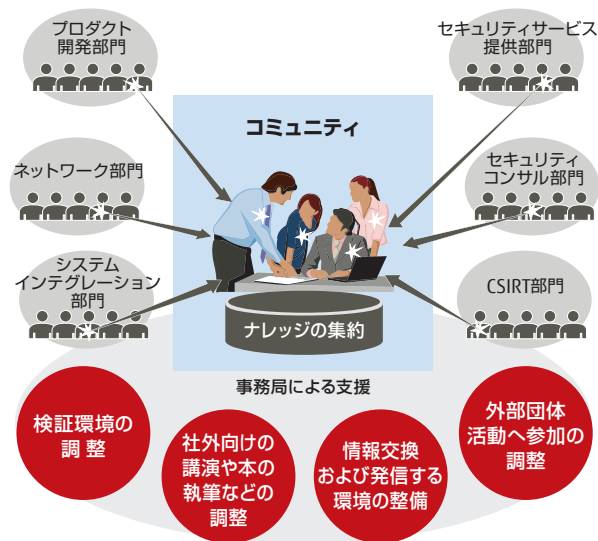 プロダクト
開発部門
セキュリティサービス
提供部門
コミュニティ
ネットワーク部門
セキュリティ
コンサル部門
システム
インテグレーション
部門
CSIRT部門
ナレッジの集約
事務局による支援
検証環境の
調 整
社外向けの
講演や本の
執筆などの
調整
情報交換
および発信する
環境の整備
外部団体
活動へ参加の
調整